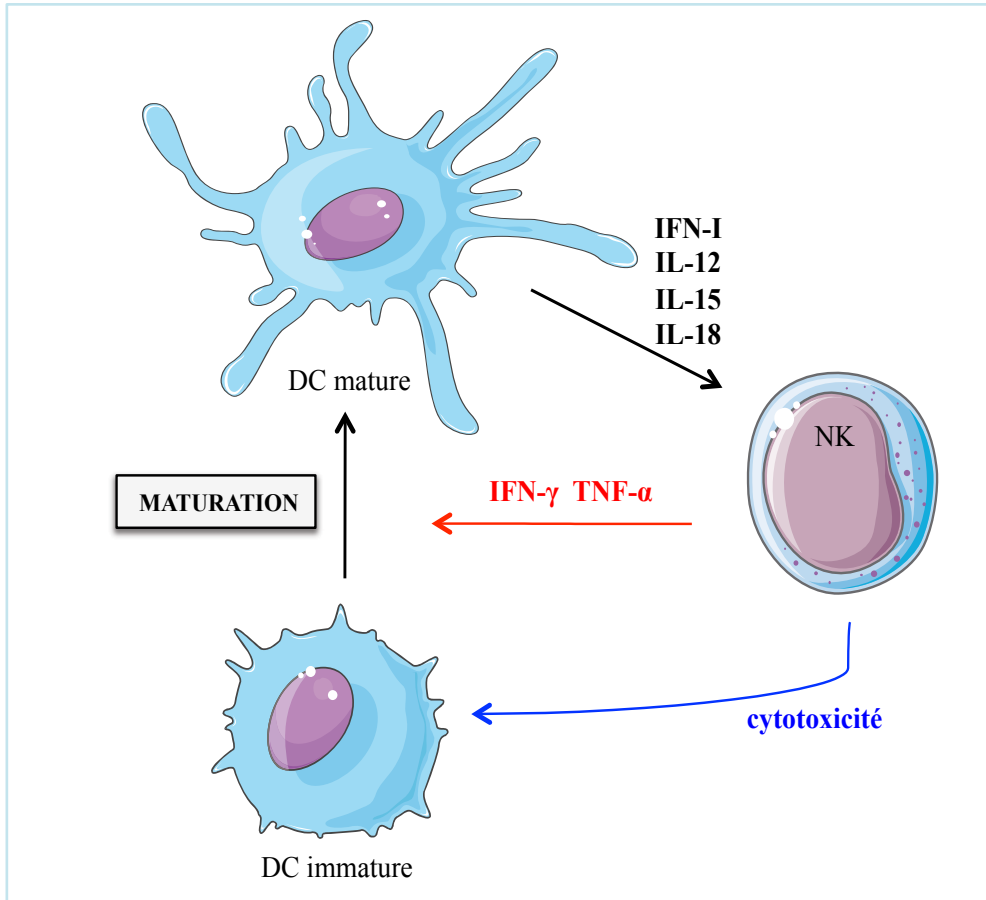 IFN-I
IL-12
IL-15
IL-18
DC mature
NK
MATURATION
IFN-γ TNF-α
cytotoxicité
DC immature